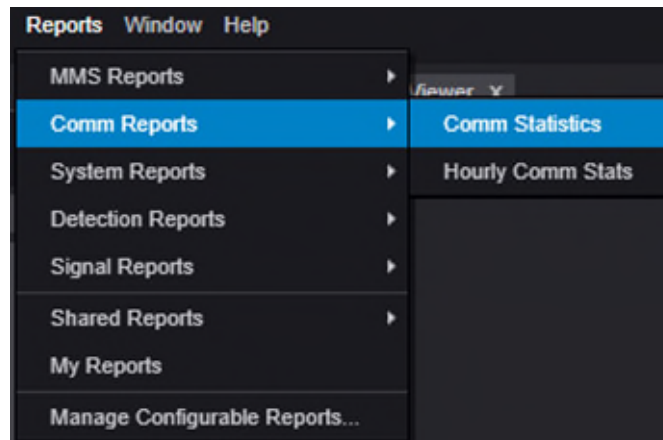 Reports Window Help
MMS Reports
Viewer X
Comm Reports
Comm Statistics
System Reports
Hourly Comm Stats
Detection Reports
Signal Reports
Shared Reports
My Reports
Manage Configurable Reports...